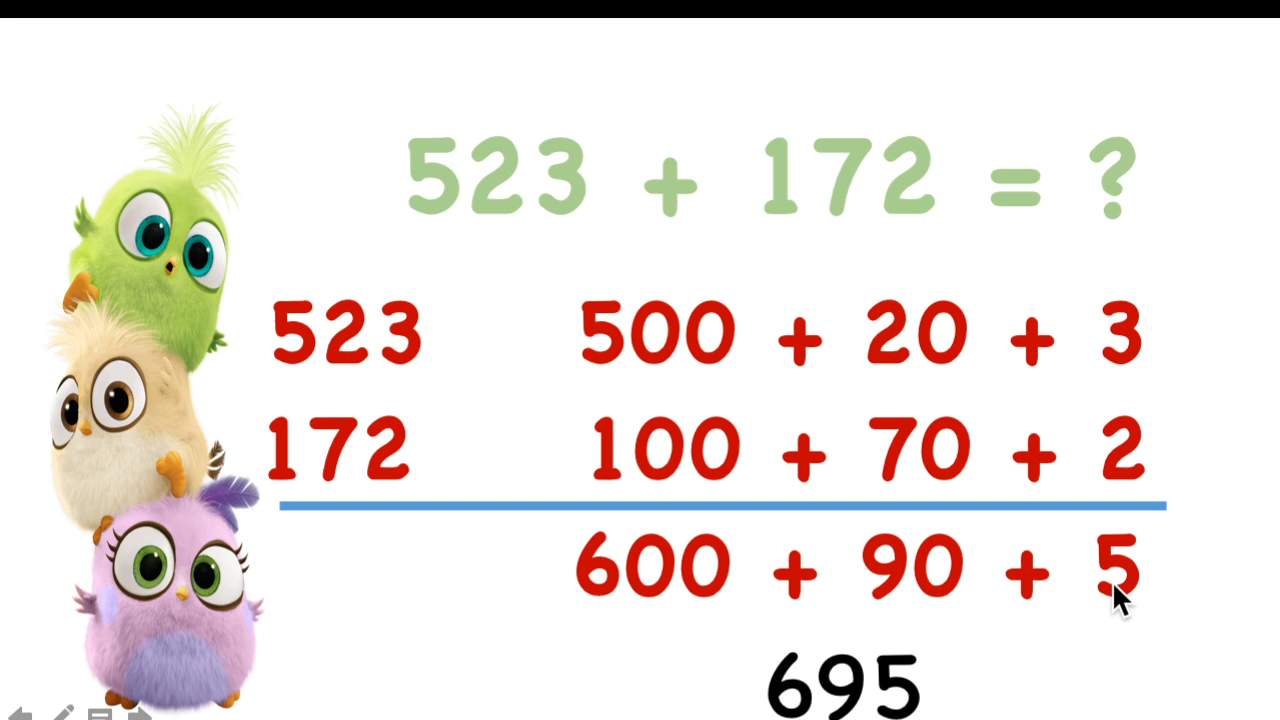 523 + 172 = ?
523 500 + 20 + 3
172 100 + 70 + 2
600 + 90 + 5
695